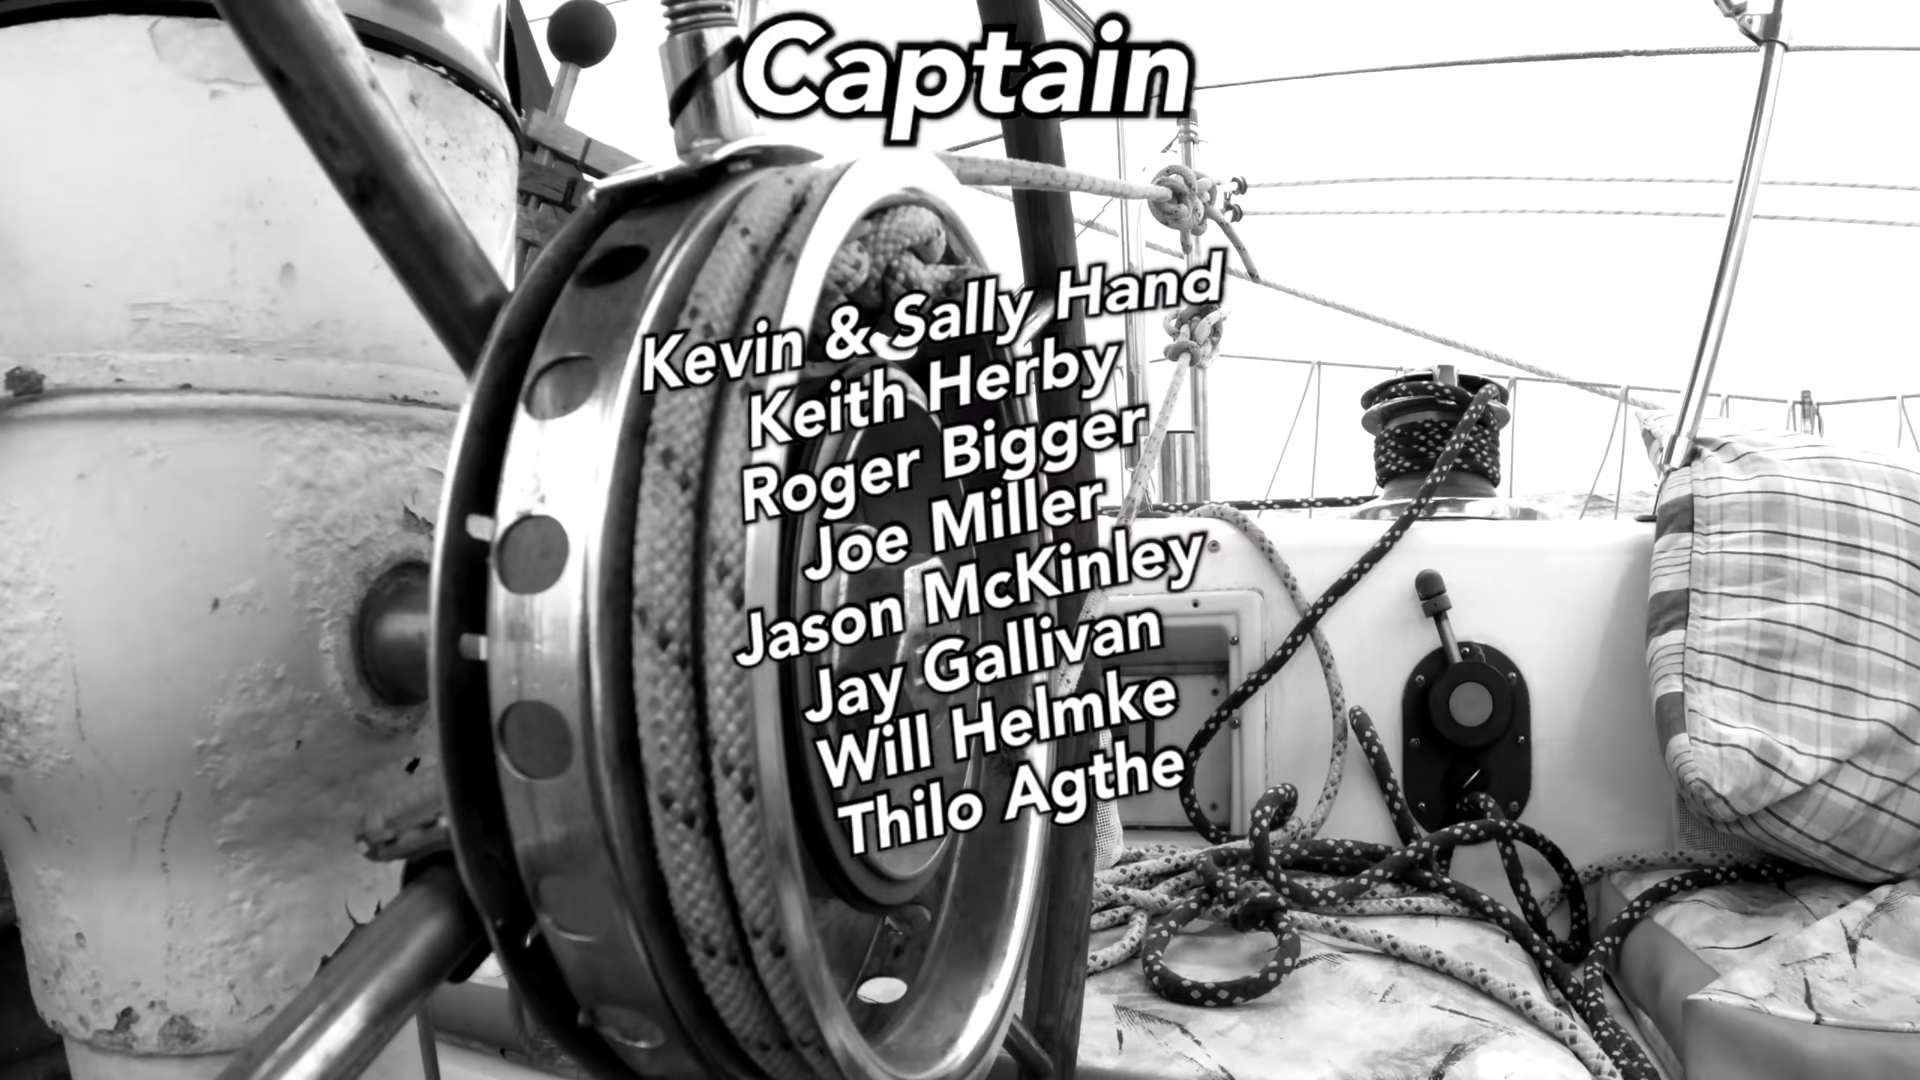 Captain
Kevin & Sally Hand
Keith Herby
Roger Bigger
Joe Miller
Jason McKinley
Jay Gallivan
Will Helmke
Thilo Agthe